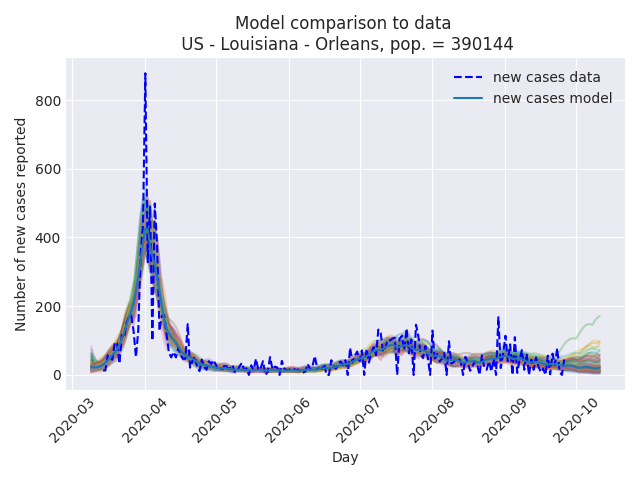 Model comparison to data
US - Louisiana - Orleans, pop. = 390144
new cases data
new cases model
Number of new cases reported
800
600
400
200
0
2020-03
2020-04
2020-05
2020-06
2020-07
2020-08
2020-09
2020-10
Day